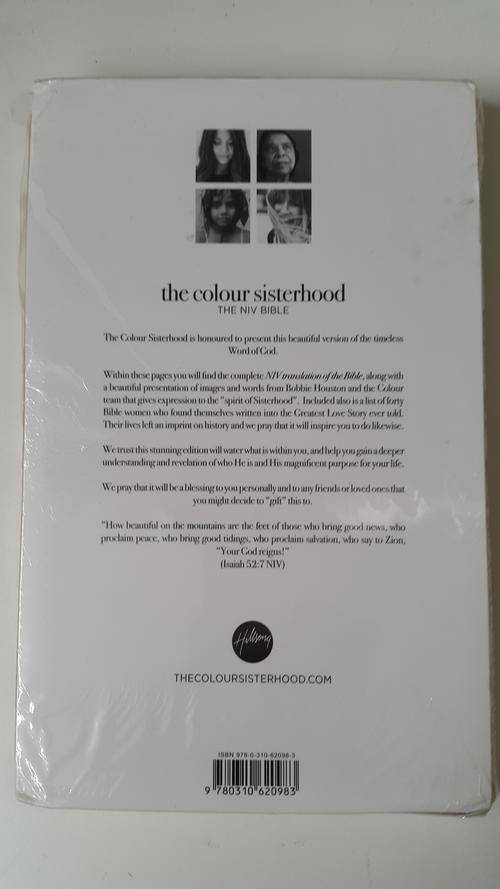 the colour sisterhood
THE NIV BIBLE
The Colour Sisterhood is honoured to present this beautiful version of the timeless
Word of God.
Within these pages you will find the complete NIV translation of the Bible, along with
a beautiful presentation of images and words from Bobbie Houston and the Colour
team that gives expression to the "spirit of Sisterhood". Included also is a list of forty
Bible women who found themselves written into the Greatest Love Story ever told.
Their lives left an imprint on history and we pray that it will inspire you to do likewise.
We trust this stunning edition will water what is within you, and help you gain a deeper
understanding and revelation of who He is and His magnificent purpose for your life.
We pray that it will be a blessing to you personally and to any friends or loved ones that
you might decide to "gift" this to.
"How beautiful on the mountains are the feet of those who bring good news, who
proclaim peace, who bring good tidings, who proclaim salvation, who say to Zion,
"Your God reigns!"
(Isaiah 52:7 NIV)
Hillsong
THECOLOURSISTERHOOD.COM
ISBN 978-0-310-62098-3
9 780310 620983